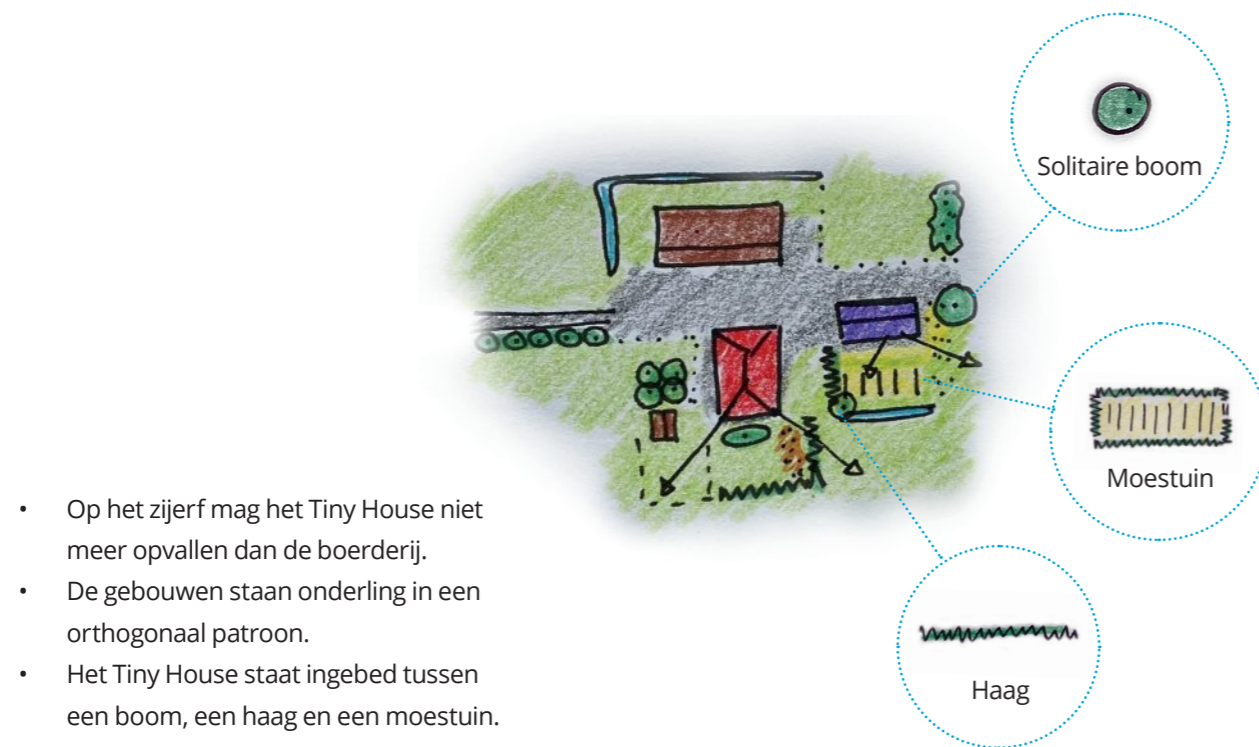 Solitaire boom
Moestuin
• Op het zijerf mag het Tiny House niet
meer opvallen dan de boerderij.
• De gebouwen staan onderling in een
orthogonaal patroon.
• Het Tiny House staat ingebed tussen
een boom, een haag en een moestuin.
Haag